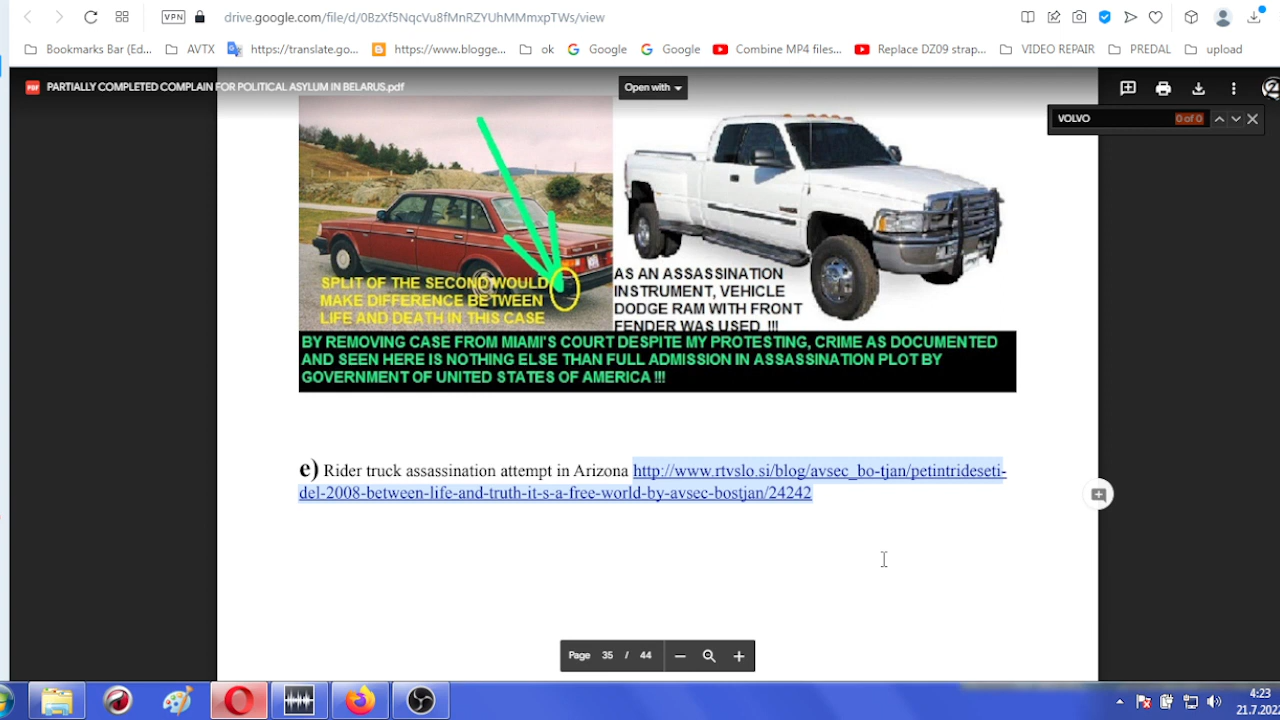 VPN
drive.google.com/file/d/0BzXf5NqcVu8fMnRZYUhMMmxpTWs/view
Bookmarks Bar (Ed... AVTX https://translate.go... https://www.blogge... ok Google Google Combine MP4 files... Replace DZ09 strap... VIDEO REPAIR PREDAL upload
PARTIALLY COMPLETED COMPLAIN FOR POLITICAL ASYLUM IN BELARUS.pdf
Open with
VOLVO 0 of 0
SPLIT OF THE SECOND WOULD
MAKE DIFFERENCE BETWEEN
LIFE AND DEATH IN THIS CASE
AS AN ASSASSINATION
INSTRUMENT, VEHICLE
DODGE RAM WITH FRONT
FENDER WAS USED !!!
BY REMOVING CASE FROM MIAMI'S COURT DESPITE MY PROTESTING, CRIME AS DOCUMENTED
AND SEEN HERE IS NOTHING ELSE THAN FULL ADMISSION IN ASSASSINATION PLOT BY
GOVERNMENT OF UNITED STATES OF AMERICA !!!
e) Rider truck assassination attempt in Arizona http://www.rtvslo.si/blog/avsec_bo-tjan/petintrideseti-
del-2008-between-life-and-truth-it-s-a-free-world-by-avsec-bostjan/24242
Page 35 / 44
4:23
21.7.202